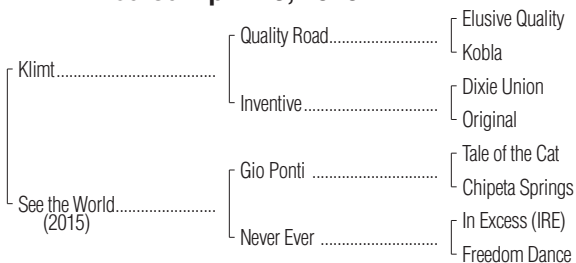 Klimt
Quality Road
Elusive Quality
Kobla
Inventive
Dixie Union
Original
See the World
(2015)
Gio Ponti
Tale of the Cat
Chipeta Springs
Never Ever
In Excess (IRE)
Freedom Dance